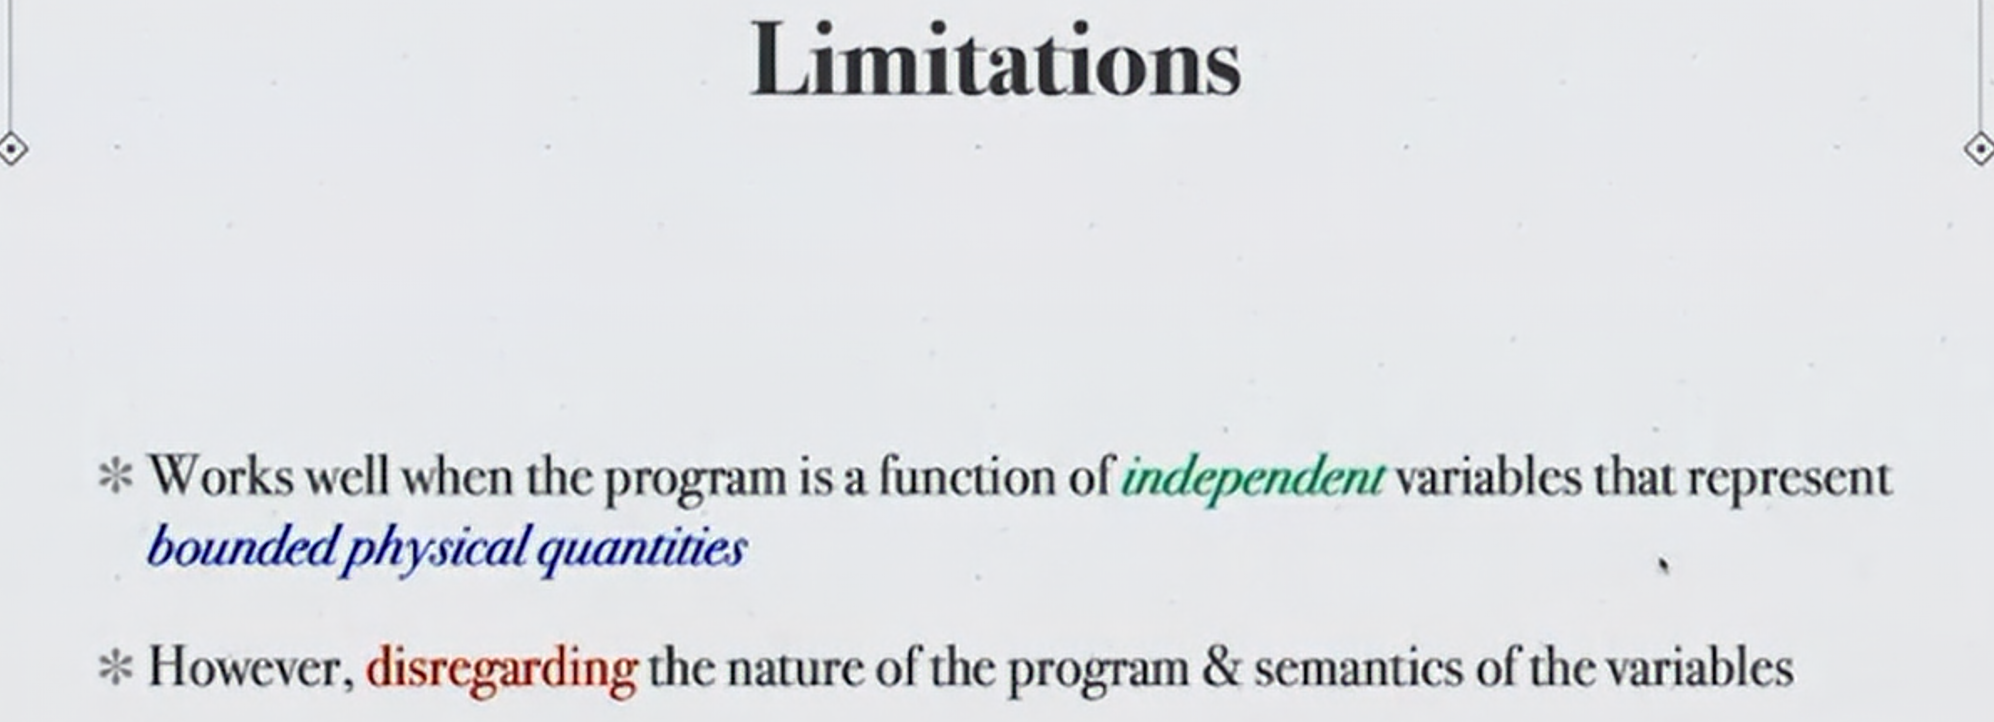 Limitations
* Works well when the program is a function of independent variables that represent
bounded physical quantities
* However, disregarding the nature of the program & semantics of the variables